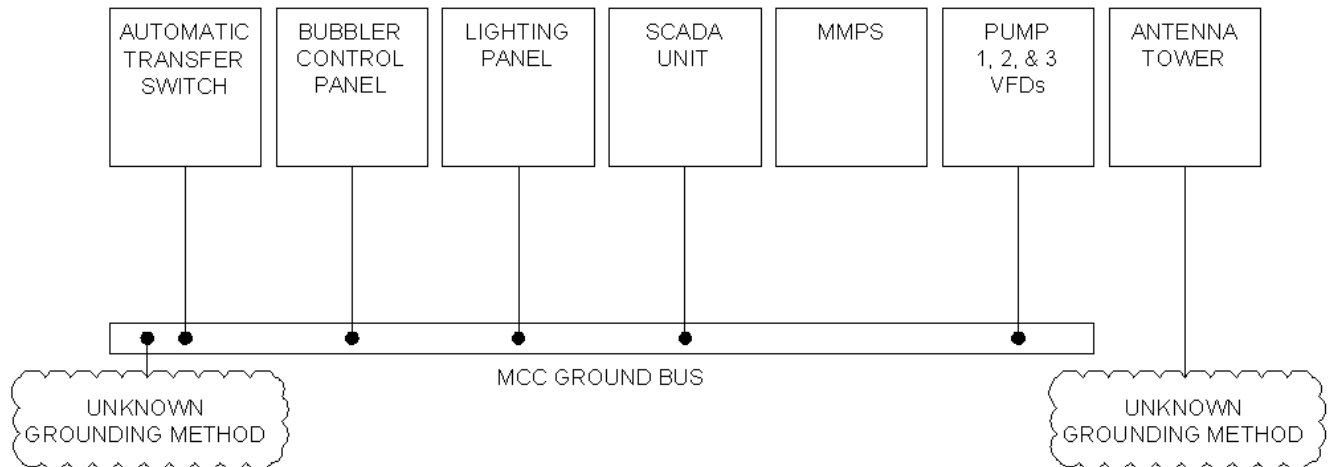 AUTOMATIC
TRANSFER
SWITCH
BUBBLER
CONTROL
PANEL
LIGHTING
PANEL
SCADA
UNIT
MMPS
PUMP
1, 2, & 3
VFDs
ANTENNA
TOWER
MCC GROUND BUS
UNKNOWN
GROUNDING METHOD
UNKNOWN
GROUNDING METHOD